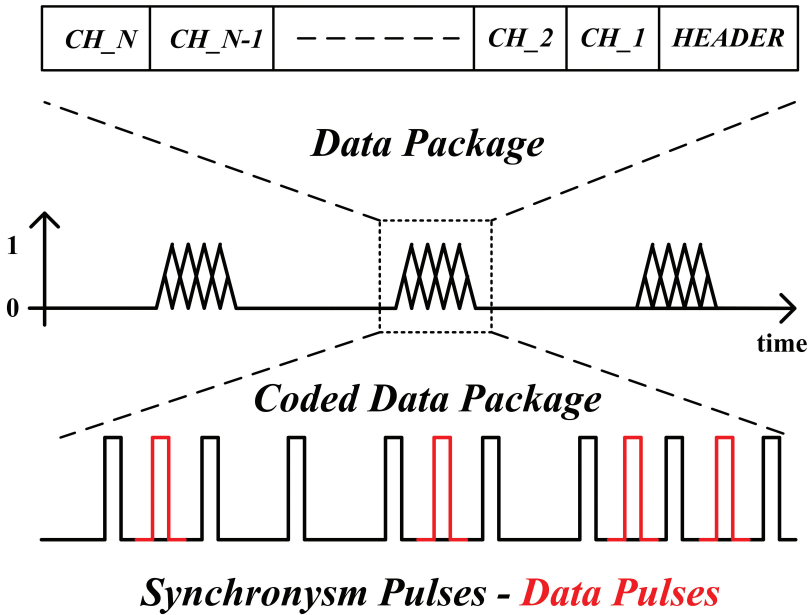 CH_N CH_N-1 CH_2 CH_1 HEADER
Data Package
1
0
time
Coded Data Package
Synchronysm Pulses - Data Pulses